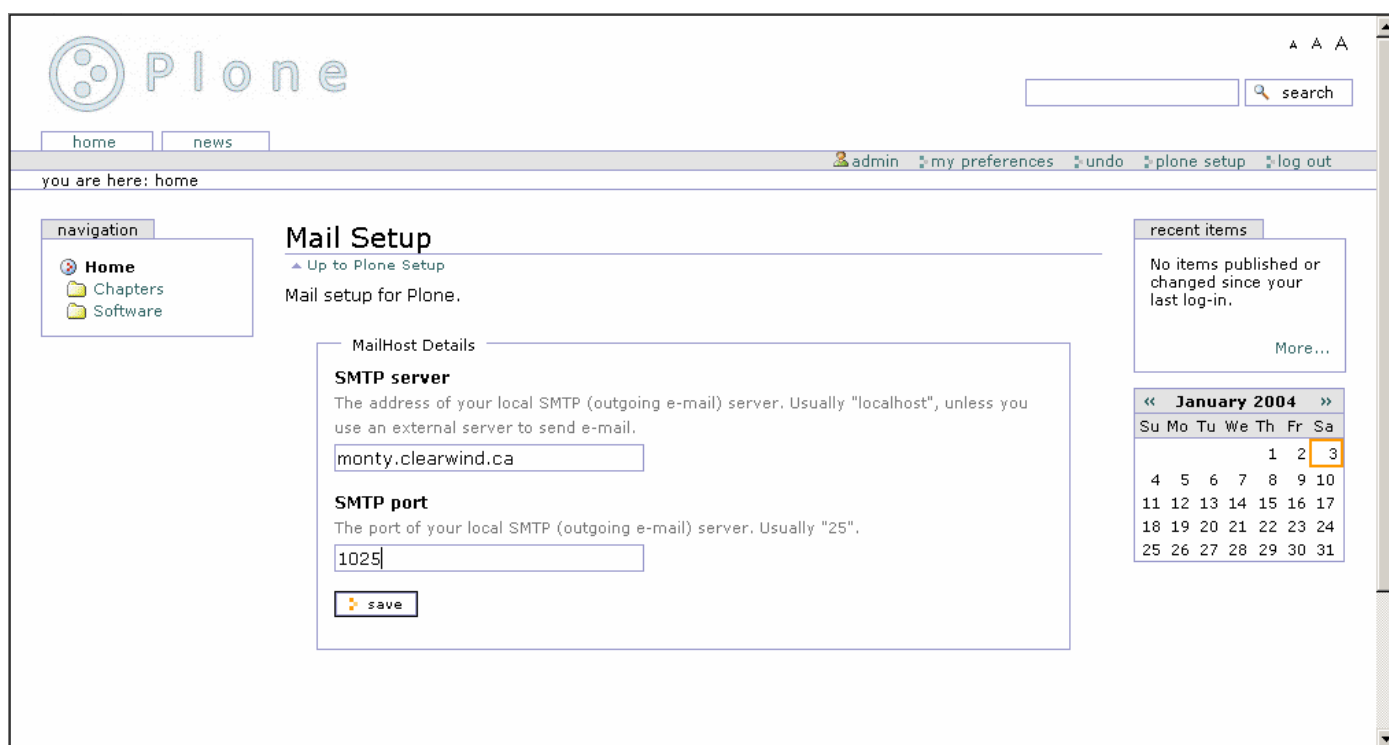 Plone
A A A
search
home news
admin my preferences undo plone setup log out
you are here: home
navigation
Home
Chapters
Software
Mail Setup
Up to Plone Setup
Mail setup for Plone.
MailHost Details
SMTP server
The address of your local SMTP (outgoing e-mail) server. Usually "localhost", unless you
use an external server to send e-mail.
monty.clearwind.ca
SMTP port
The port of your local SMTP (outgoing e-mail) server. Usually "25".
1025
save
recent items
No items published or
changed since your
last log-in.
More...
« January 2004 »
Su Mo Tu We Th Fr Sa
1 2 3
4 5 6 7 8 9 10
11 12 13 14 15 16 17
18 19 20 21 22 23 24
25 26 27 28 29 30 31